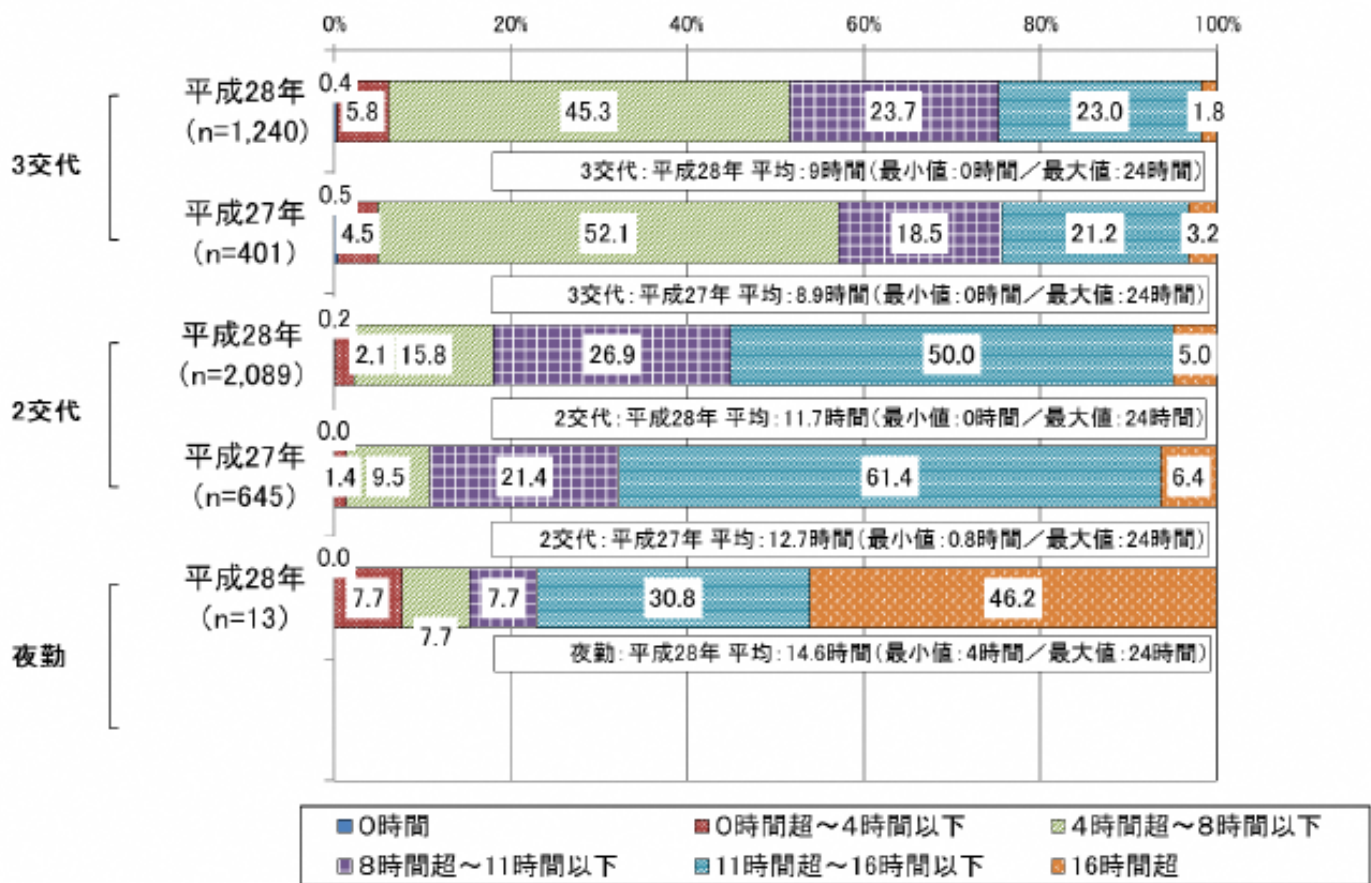 0% 20% 40% 60% 80% 100%
3交代
平成28年
(n=1,240)
0.4 5.8 45.3 23.7 23.0 1.8
3交代:平成28年 平均:9時間(最小値:0時間/最大値:24時間)
平成27年
(n=401)
0.5 4.5 52.1 18.5 21.2 3.2
3交代:平成27年 平均:8.9時間(最小値:0時間/最大値:24時間)
2交代
平成28年
(n=2,089)
0.2 2.1 15.8 26.9 50.0 5.0
2交代:平成28年 平均:11.7時間(最小値:0時間/最大値:24時間)
平成27年
(n=645)
0.0 1.4 9.5 21.4 61.4 6.4
2交代:平成27年 平均:12.7時間(最小値:0.8時間/最大値:24時間)
夜勤
平成28年
(n=13)
0.0 7.7 7.7 7.7 30.8 46.2
夜勤:平成28年 平均:14.6時間(最小値:4時間/最大値:24時間)
0時間 0時間超～4時間以下 4時間超～8時間以下
8時間超～11時間以下 11時間超～16時間以下 16時間超